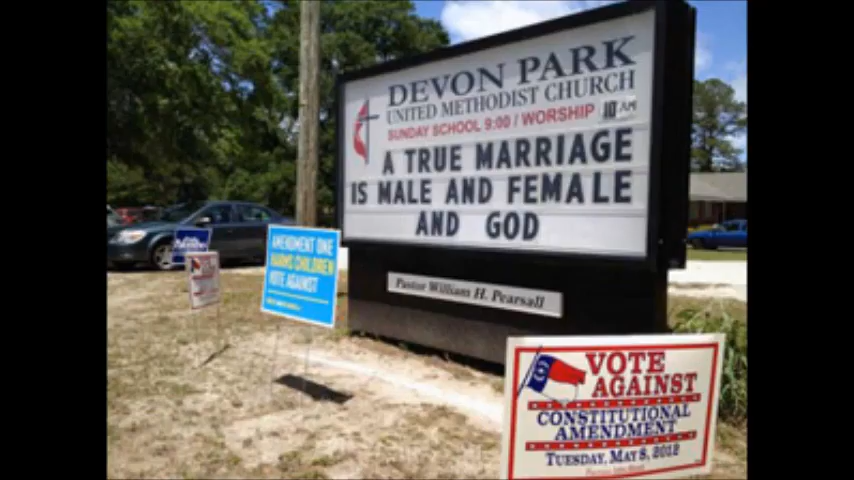 DEVON PARK
UNITED METHODIST CHURCH
SUNDAY SCHOOL 9:00 / WORSHIP 10 AM
A TRUE MARRIAGE
IS MALE AND FEMALE
AND GOD
Pastor William H. Pearsall
AMENDMENT ONE
HARMS CHILDREN
VOTE AGAINST
VOTE
AGAINST
CONSTITUTIONAL
AMENDMENT
TUESDAY, MAY 8, 2012